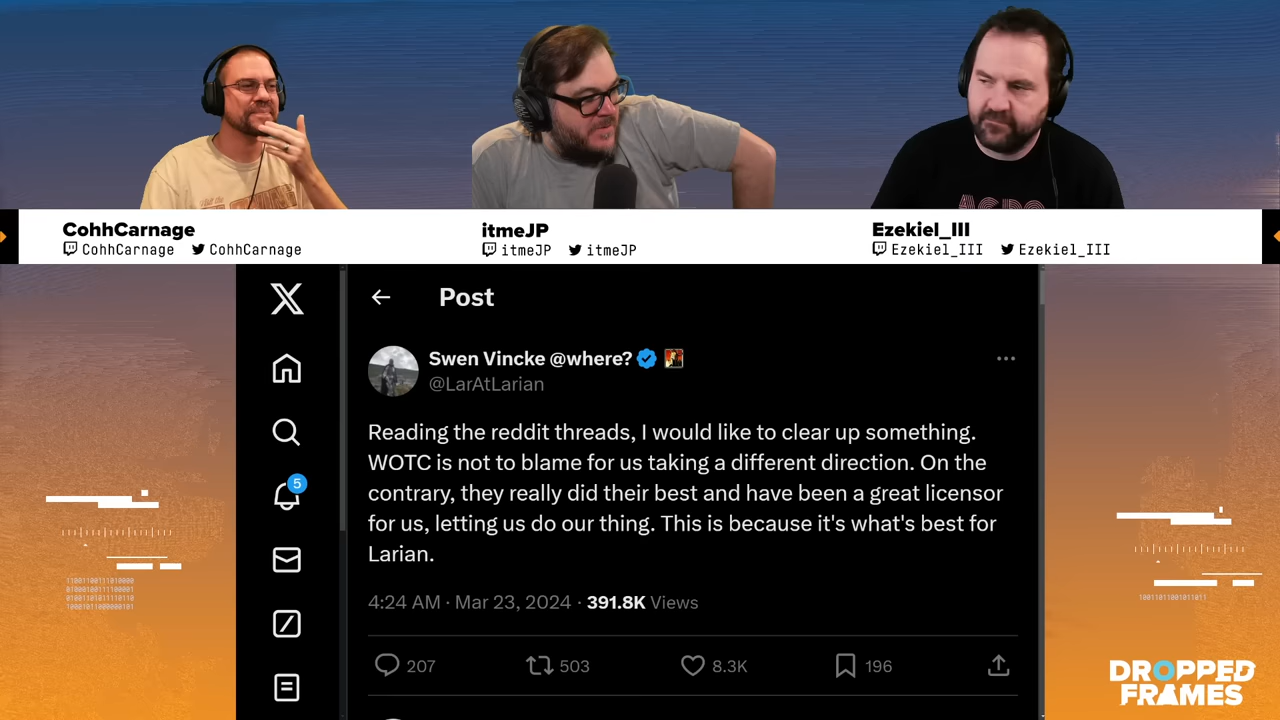 CohhCarnage
CohhCarnage CohhCarnage
itmeJP
itmeJP itmeJP
Ezekiel_III
Ezekiel_III Ezekiel_III
Post
Swen Vincke @where?
@LarAtLarian
5
Reading the reddit threads, I would like to clear up something.
WOTC is not to blame for us taking a different direction. On the
contrary, they really did their best and have been a great licensor
for us, letting us do our thing. This is because it's what's best for
Larian.
4:24 AM · Mar 23, 2024 · 391.8K Views
207 503 8.3K 196
DROPPED
FRAMES